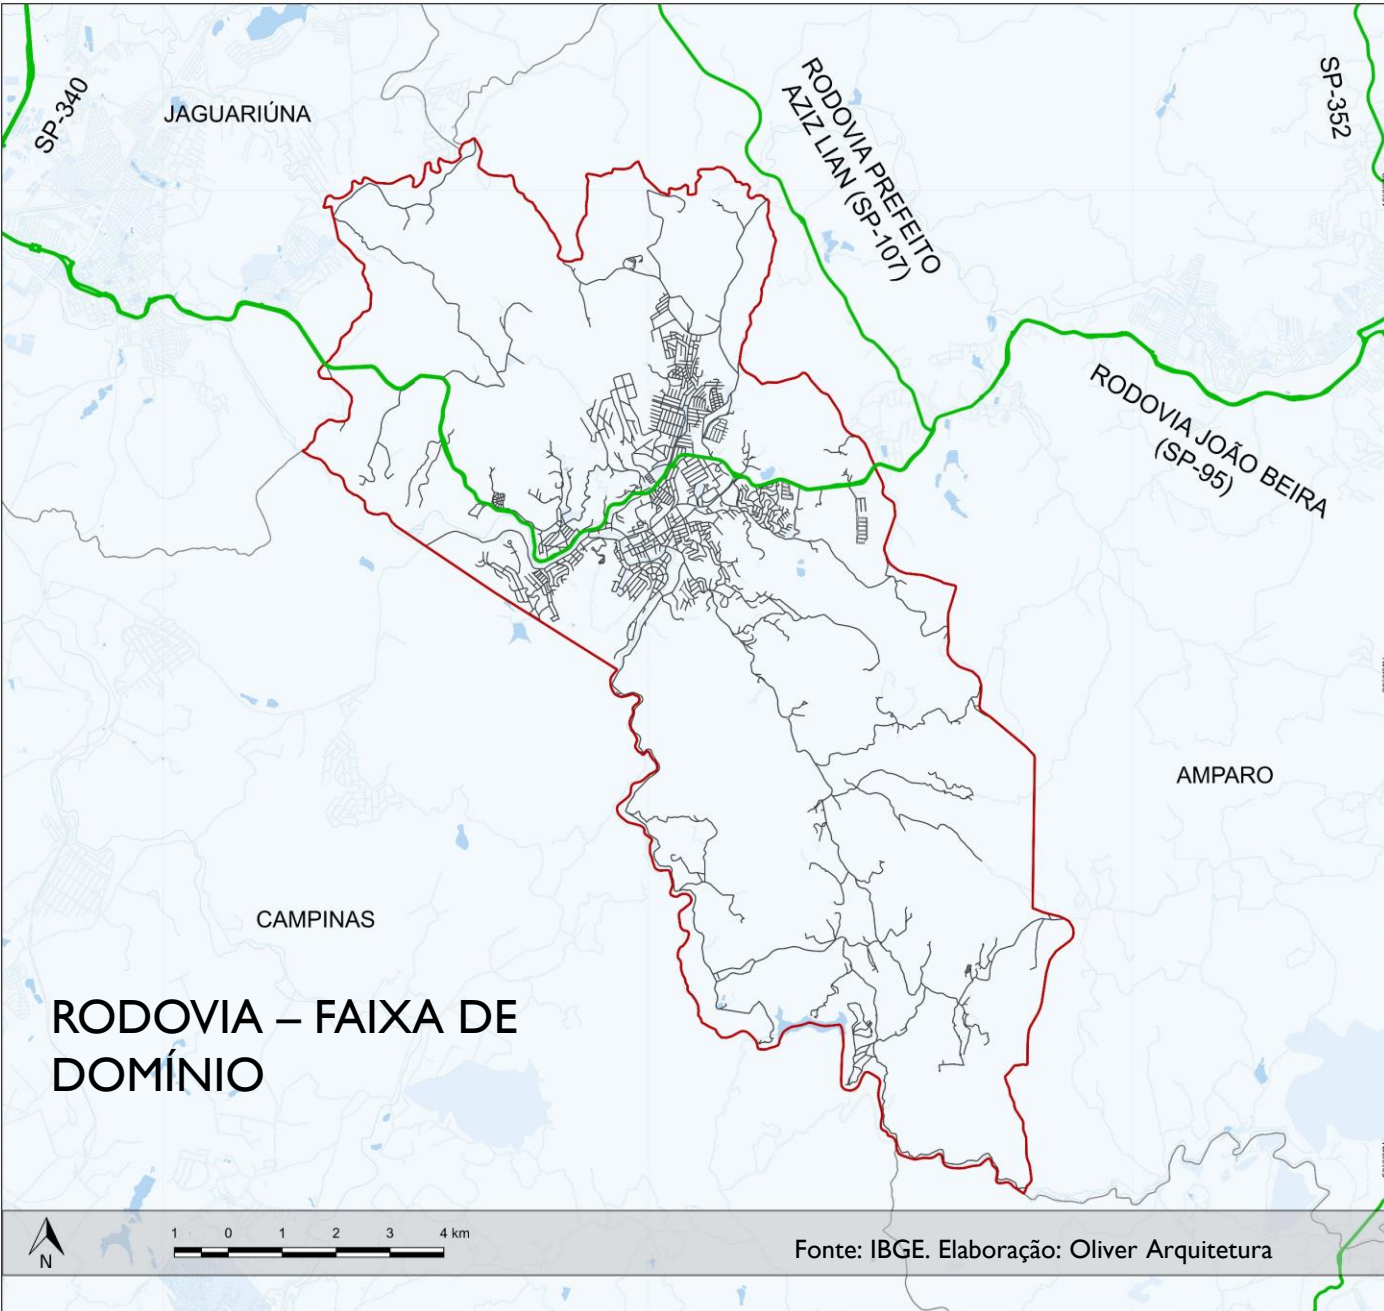 SP-340
JAGUARIÚNA
RODOVIA PREFEITO
AZIZ LIAN (SP-107)
SP-352
RODOVIA JOÃO BEIRA
(SP-95)
AMPARO
CAMPINAS
RODOVIA – FAIXA DE
DOMÍNIO
N
1 0 1 2 3 4 km
Fonte: IBGE. Elaboração: Oliver Arquitetura